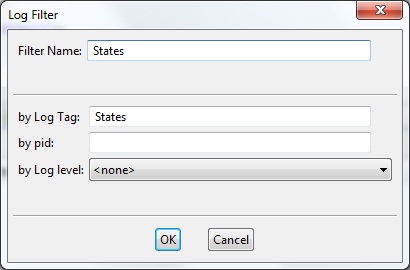 Log Filter
Filter Name: States
by Log Tag: States
by pid:
by Log level: <none>
OK Cancel